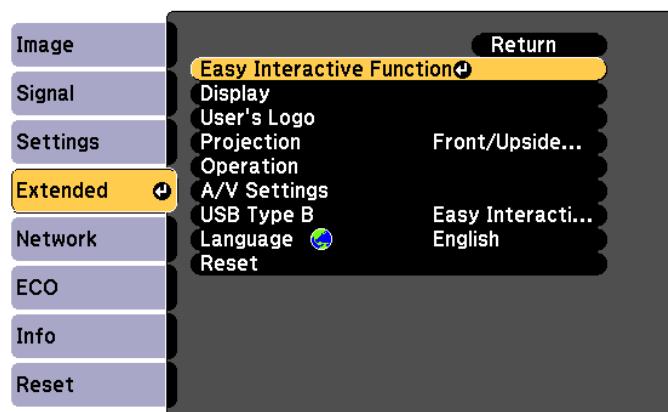 Image
Signal
Settings
Extended
Network
ECO
Info
Reset
Return
Easy Interactive Function
Display
User's Logo
Projection Front/Upside...
Operation
A/V Settings
USB Type B Easy Interacti...
Language English
Reset